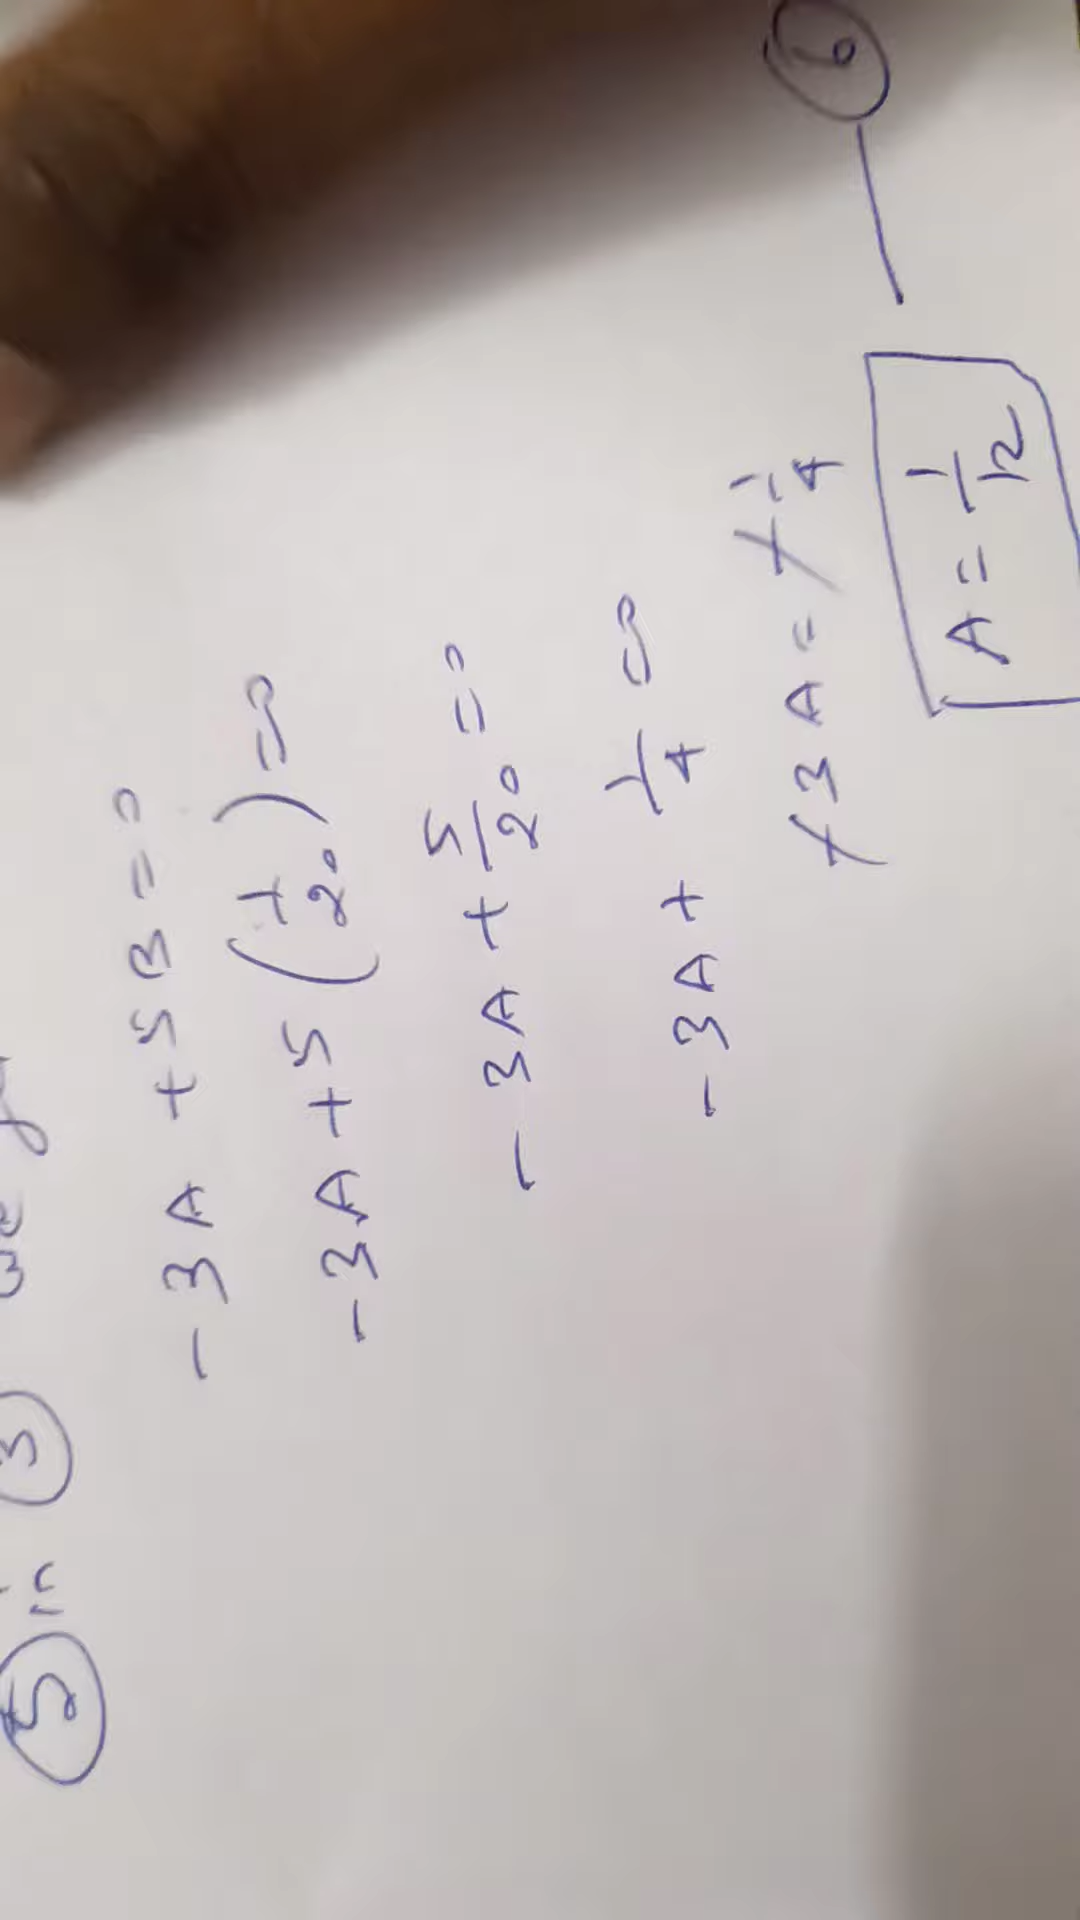 (5) in (3) we
-3A + 5B = 0
-3A + 5(1/20) = 0
-3A + 5/20 = 0
-3A + 1/4 = 0
-3A = -1/4
A = 1/12 — (6)